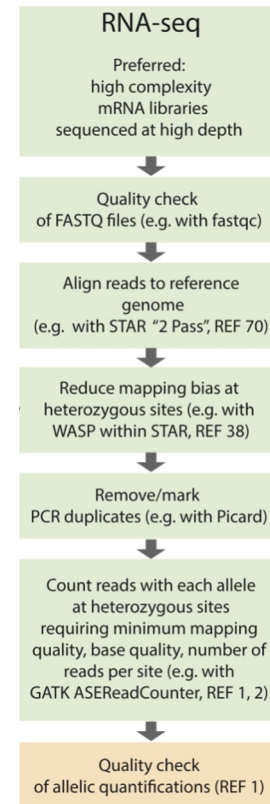 RNA-seq
Preferred:
high complexity
mRNA libraries
sequenced at high depth
Quality check
of FASTQ files (e.g. with fastqc)
Align reads to reference
genome
(e.g. with STAR “2 Pass”, REF 70)
Reduce mapping bias at
heterozygous sites (e.g. with
WASP within STAR, REF 38)
Remove/mark
PCR duplicates (e.g. with Picard)
Count reads with each allele
at heterozygous sites
requiring minimum mapping
quality, base quality, number of
reads per site (e.g. with
GATK ASEReadCounter, REF 1, 2)
Quality check
of allelic quantifications (REF 1)